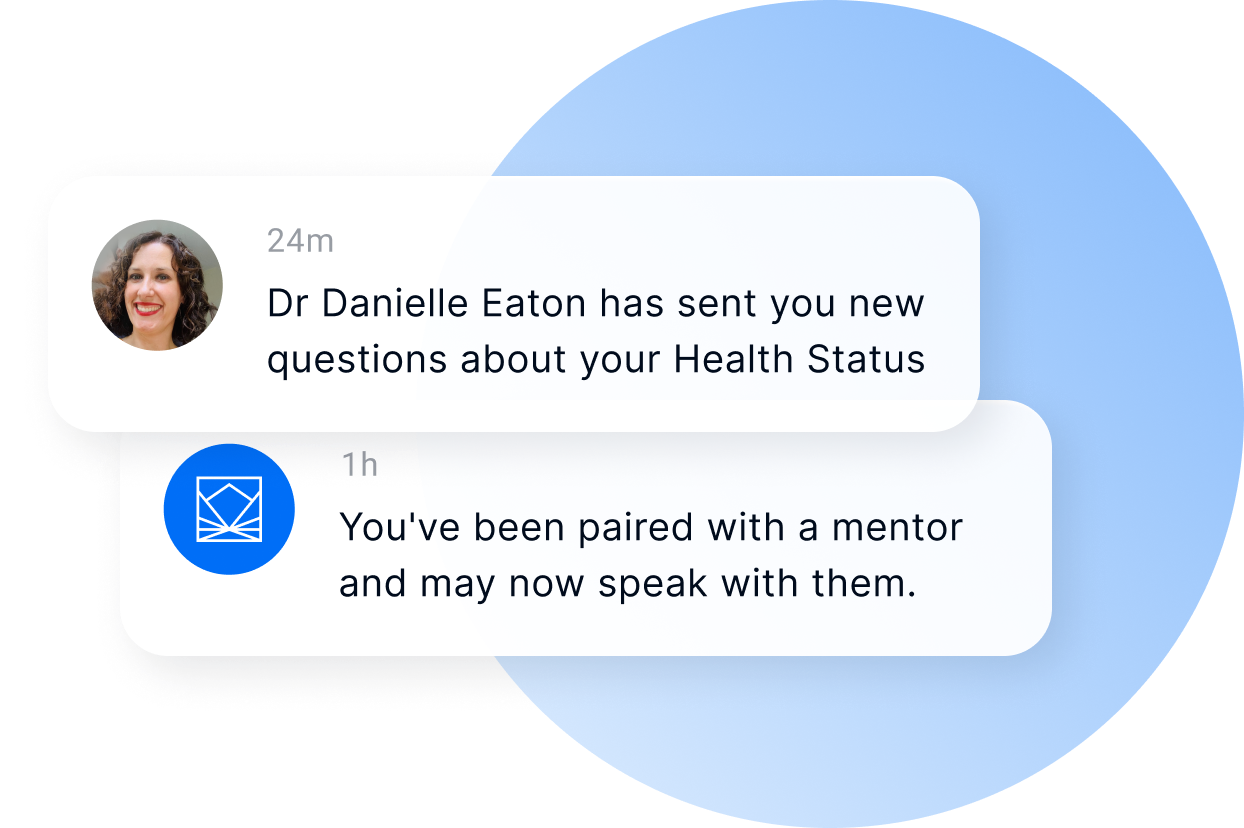 24m
Dr Danielle Eaton has sent you new
questions about your Health Status
1h
You've been paired with a mentor
and may now speak with them.